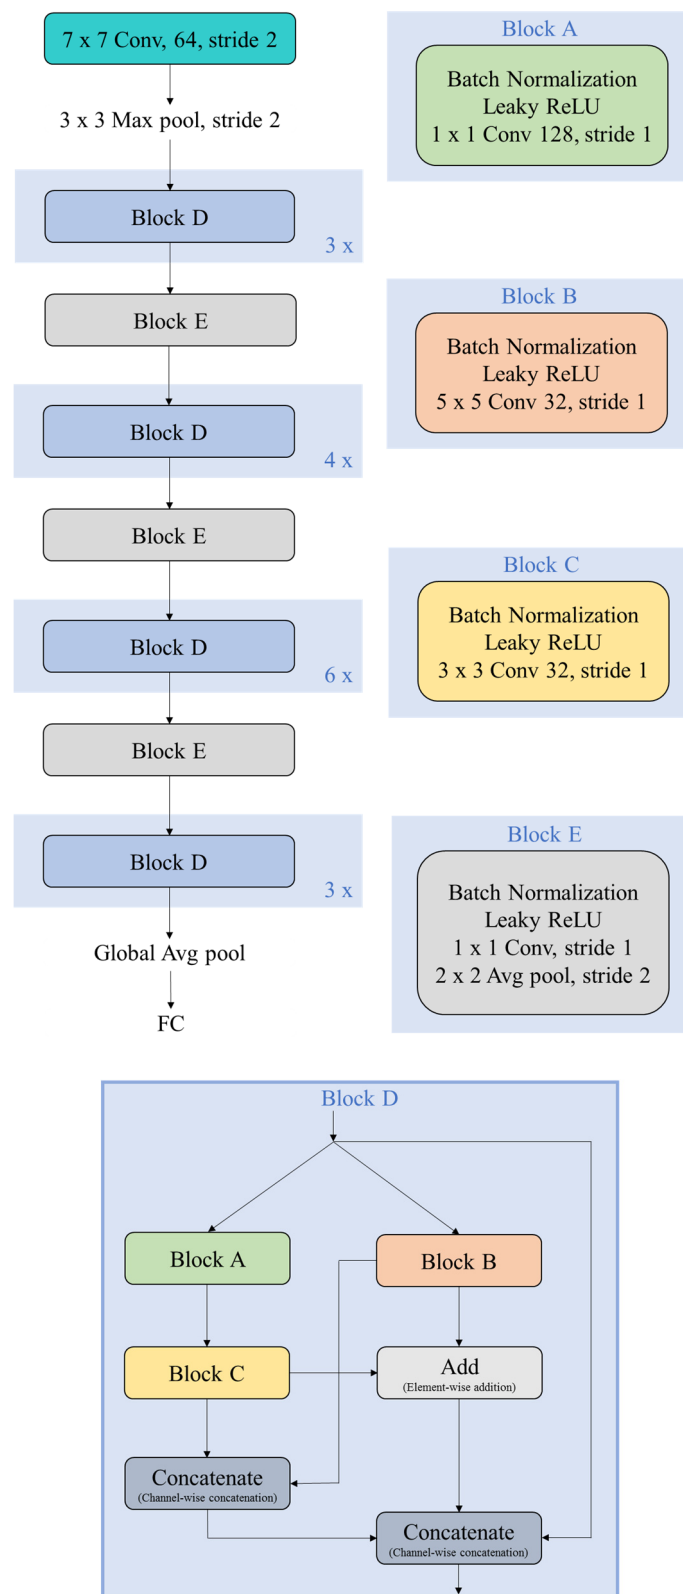 7 x 7 Conv, 64, stride 2
3 x 3 Max pool, stride 2
Block D
3 x
Block E
Block D
4 x
Block E
Block D
6 x
Block E
Block D
3 x
Global Avg pool
FC
Block A
Batch Normalization
Leaky ReLU
1 x 1 Conv 128, stride 1
Block B
Batch Normalization
Leaky ReLU
5 x 5 Conv 32, stride 1
Block C
Batch Normalization
Leaky ReLU
3 x 3 Conv 32, stride 1
Block E
Batch Normalization
Leaky ReLU
1 x 1 Conv, stride 1
2 x 2 Avg pool, stride 2
Block D
Block A
Block B
Block C
Add
(Element-wise addition)
Concatenate
(Channel-wise concatenation)
Concatenate
(Channel-wise concatenation)